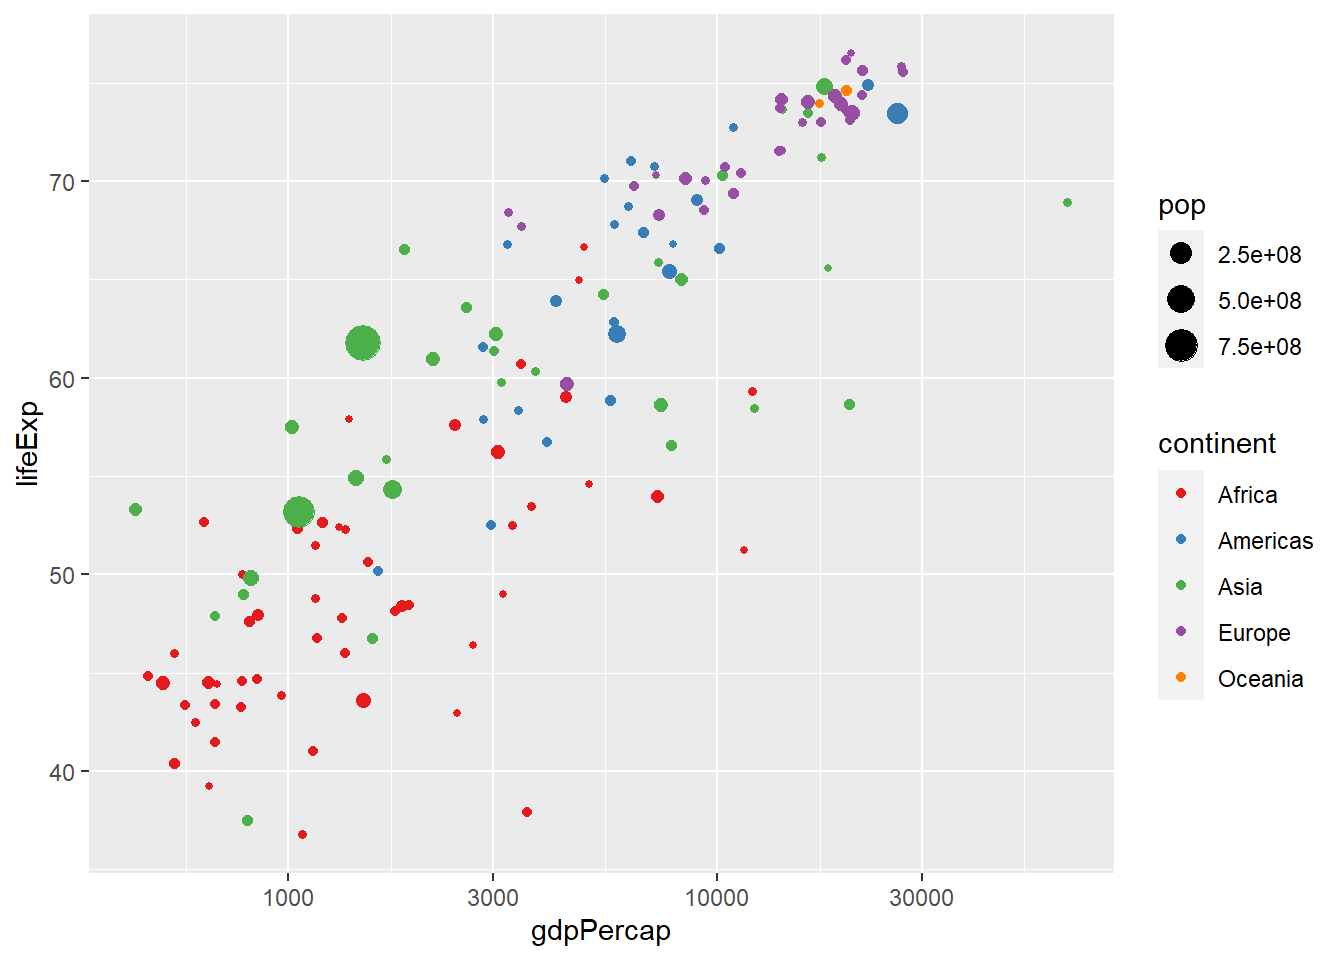 70
60
50
40
lifeExp
1000 3000 10000 30000
gdpPercap
pop
2.5e+08
5.0e+08
7.5e+08
continent
Africa
Americas
Asia
Europe
Oceania